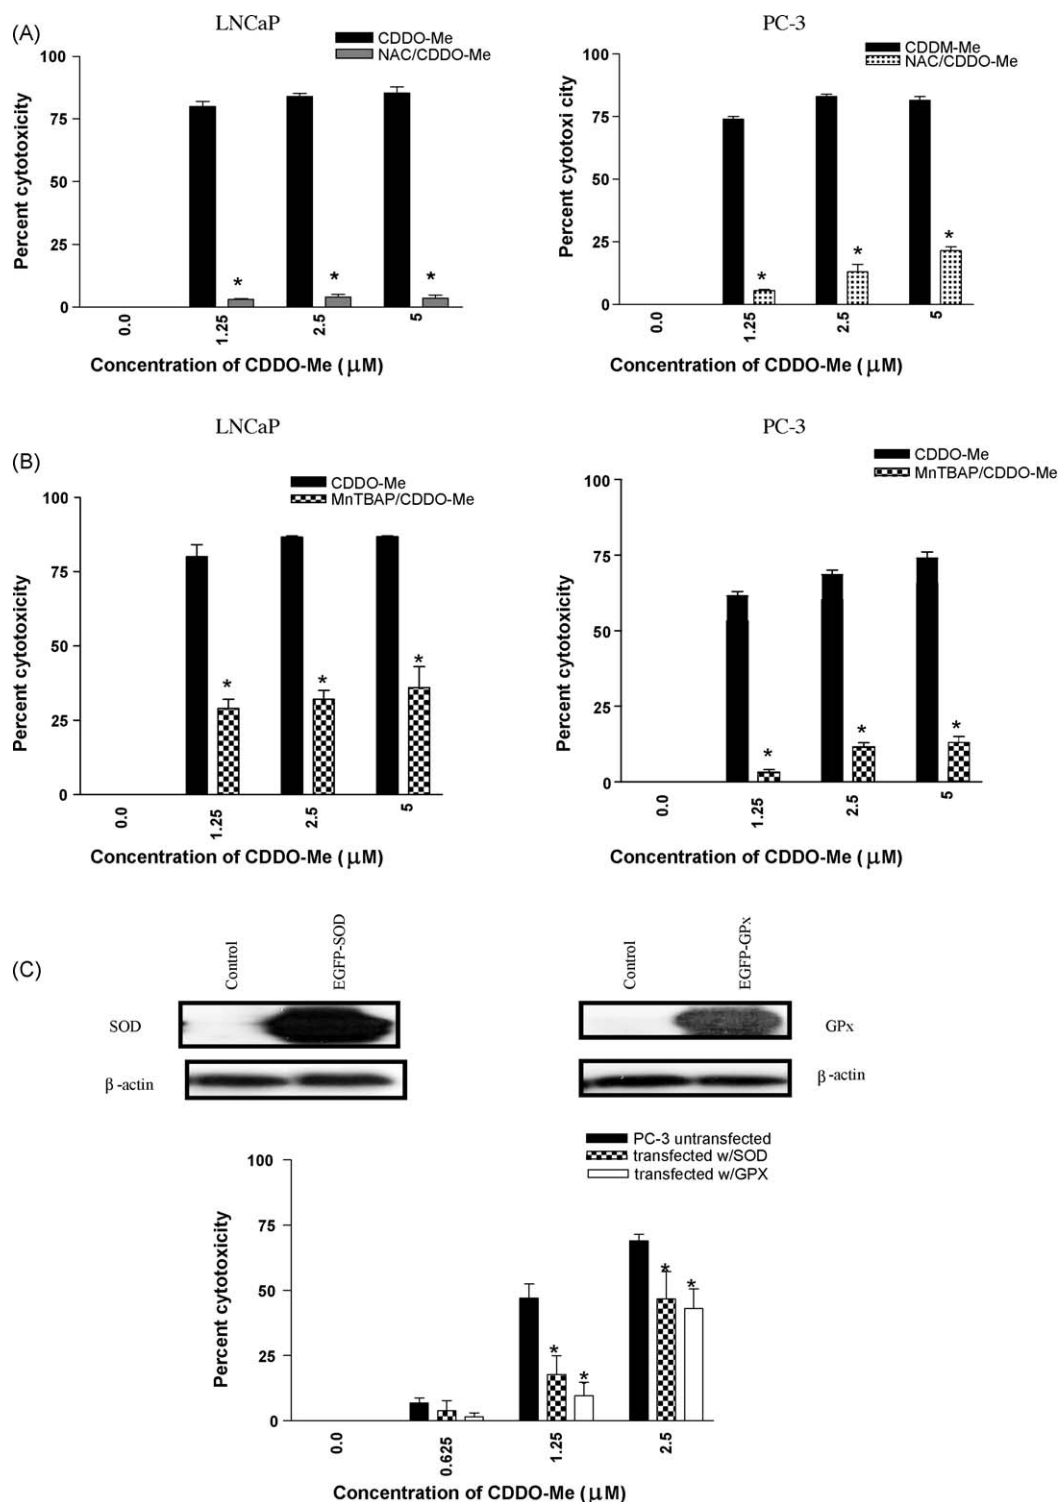 (A)
LNCaP
CDDO-Me
NAC/CDDO-Me
100
75
50
25
0
Percent cytotoxicity
0.0
1.25
2.5
5
* * *
Concentration of CDDO-Me ( μM)
PC-3
CDDM-Me
NAC/CDDO-Me
100
75
50
25
0
Percent cytotoxi city
0.0
1.25
2.5
5
* * *
Concentration of CDDO-Me ( μM)
(B)
LNCaP
CDDO-Me
MnTBAP/CDDO-Me
100
75
50
25
0
Percent cytotoxicity
0.0
1.25
2.5
5
* * *
Concentration of CDDO-Me ( μM)
PC-3
CDDO-Me
MnTBAP/CDDO-Me
100
75
50
25
0
Percent cytotoxicity
0.0
1.25
2.5
5
* * *
Concentration of CDDO-Me ( μM)
(C)
Control
EGFP-SOD
SOD
β-actin
Control
EGFP-GPx
GPx
β-actin
PC-3 untransfected
transfected w/SOD
transfected w/GPX
100
75
50
25
0
Percent cytotoxicity
0.0
0.625
1.25
2.5
* * * *
Concentration of CDDO-Me ( μM)